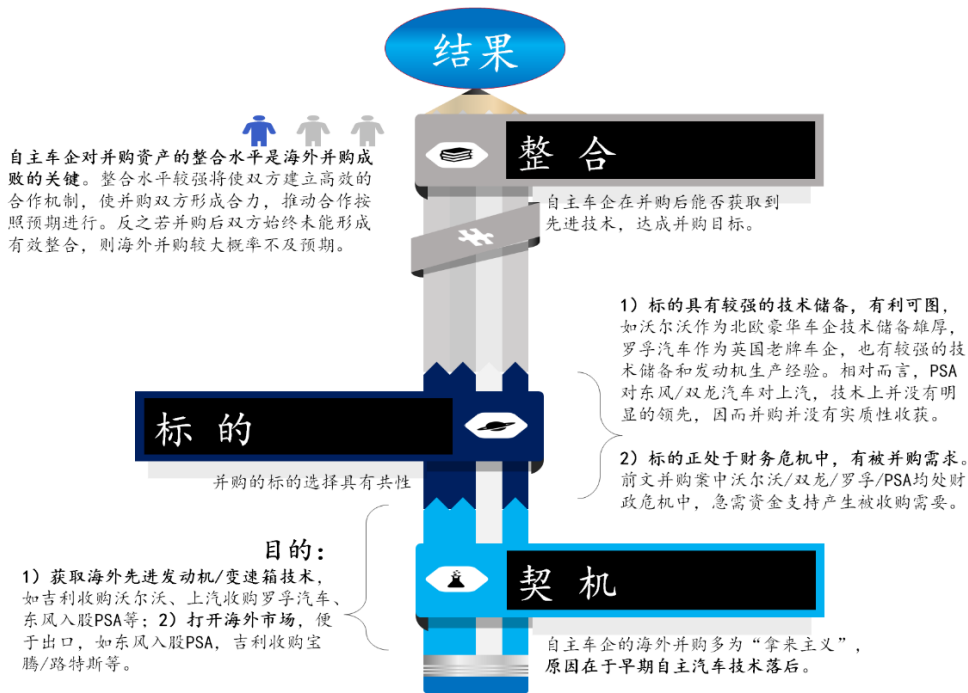 结果
整合
自主车企对并购资产的整合水平是海外并购成
败的关键。整合水平较强将使双方建立高效的
合作机制，使并购双方形成合力，推动合作按
照预期进行。反之若并购后双方始终未能形成
有效整合，则海外并购较大概率不及预期。
自主车企在并购后能否获取到
先进技术，达成并购目标。
1）标的具有较强的技术储备，有利可图，
如沃尔沃作为北欧豪华车企技术储备雄厚，
罗孚汽车作为英国老牌车企，也有较强的技
术储备和发动机生产经验。相对而言，PSA
对东风/双龙汽车对上汽，技术上并没有明
显的领先，因而并购并没有实质性收获。
标的
并购的标的选择具有共性
2）标的正处于财务危机中，有被并购需求。
前文并购案中沃尔沃/双龙/罗孚/PSA均处财
政危机中，急需资金支持产生被收购需要。
目的：
1）获取海外先进发动机/变速箱技术，
如吉利收购沃尔沃、上汽收购罗孚汽车、
东风入股PSA等；2）打开海外市场，便
于出口，如东风入股PSA，吉利收购宝
腾/路特斯等。
契机
自主车企的海外并购多为“拿来主义”，
原因在于早期自主汽车技术落后。